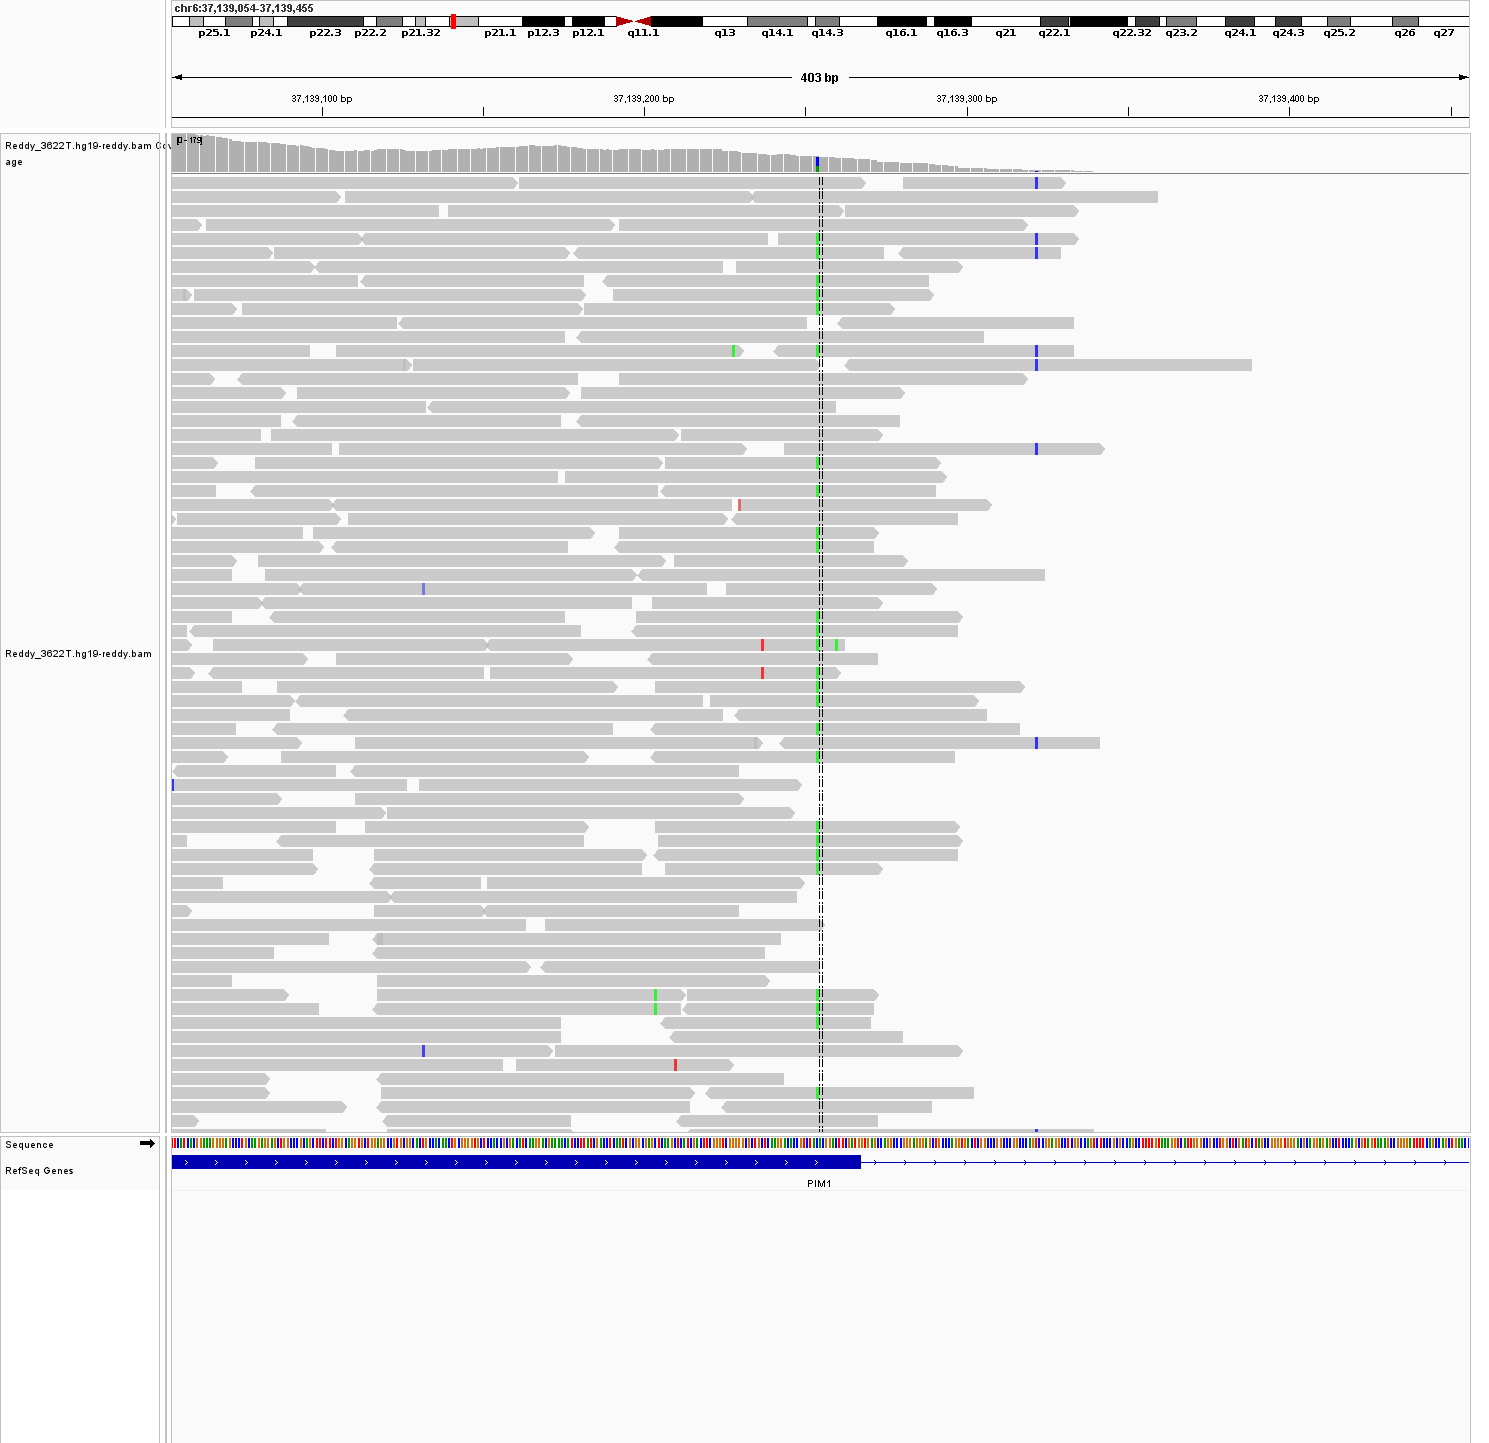 chr6:37,139,054-37,139,455
p25.1 p24.1 p22.3 p22.2 p21.32 p21.1 p12.3 p12.1 q11.1 q13 q14.1 q14.3 q16.1 q16.3 q21 q22.1 q22.32 q23.2 q24.1 q24.3 q25.2 q26 q27
403 bp
37,139,100 bp 37,139,200 bp 37,139,300 bp 37,139,400 bp
Reddy_3622T.hg19-reddy.bam Cov
age
[0 - 179]
Reddy_3622T.hg19-reddy.bam
Sequence
RefSeq Genes
PIM1